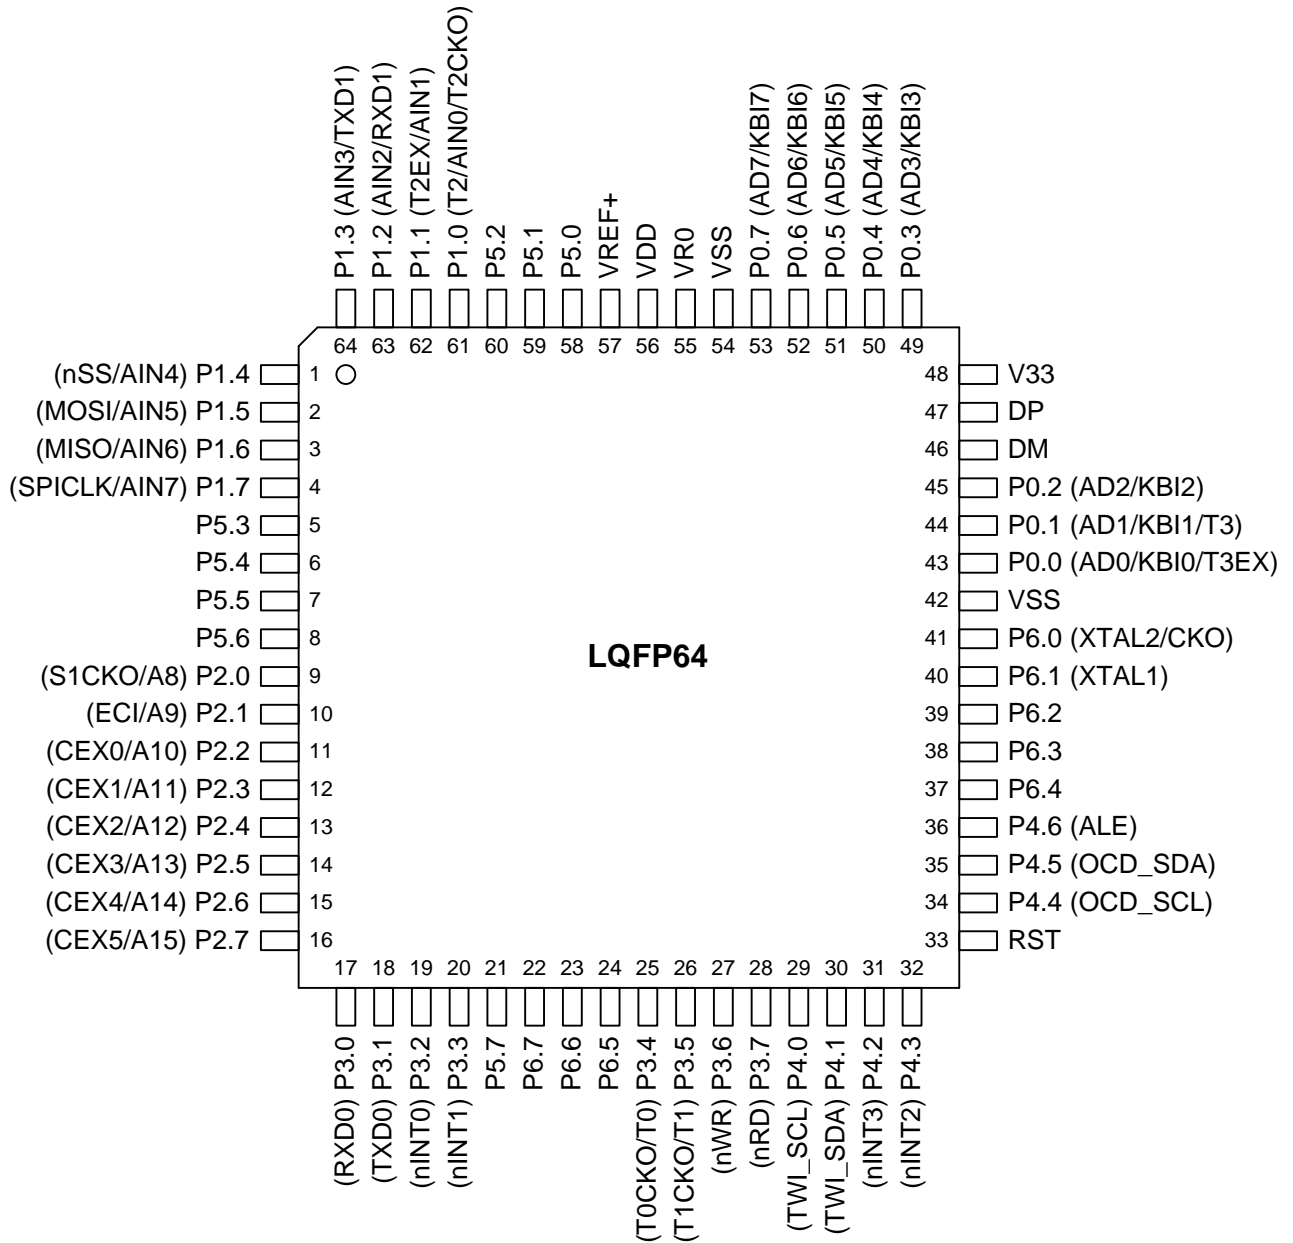 P1.3 (AIN3/TXD1)
P1.2 (AIN2/RXD1)
P1.1 (T2EX/AIN1)
P1.0 (T2/AIN0/T2CKO)
P5.2
P5.1
P5.0
VREF+
VDD
VR0
VSS
P0.7 (AD7/KBI7)
P0.6 (AD6/KBI6)
P0.5 (AD5/KBI5)
P0.4 (AD4/KBI4)
P0.3 (AD3/KBI3)
64 63 62 61 60 59 58 57 56 55 54 53 52 51 50 49
(nSS/AIN4) P1.4 1 48 V33
(MOSI/AIN5) P1.5 2 47 DP
(MISO/AIN6) P1.6 3 46 DM
(SPICLK/AIN7) P1.7 4 45 P0.2 (AD2/KBI2)
P5.3 5 44 P0.1 (AD1/KBI1/T3)
P5.4 6 43 P0.0 (AD0/KBI0/T3EX)
P5.5 7 42 VSS
P5.6 8 41 P6.0 (XTAL2/CKO)
LQFP64
(S1CKO/A8) P2.0 9 40 P6.1 (XTAL1)
(ECI/A9) P2.1 10 39 P6.2
(CEX0/A10) P2.2 11 38 P6.3
(CEX1/A11) P2.3 12 37 P6.4
(CEX2/A12) P2.4 13 36 P4.6 (ALE)
(CEX3/A13) P2.5 14 35 P4.5 (OCD_SDA)
(CEX4/A14) P2.6 15 34 P4.4 (OCD_SCL)
(CEX5/A15) P2.7 16 33 RST
17 18 19 20 21 22 23 24 25 26 27 28 29 30 31 32
(RXD0) P3.0
(TXD0) P3.1
(nINT0) P3.2
(nINT1) P3.3
P5.7
P6.7
P6.6
P6.5
(T0CKO/T0) P3.4
(T1CKO/T1) P3.5
(nWR) P3.6
(nRD) P3.7
(TWI_SCL) P4.0
(TWI_SDA) P4.1
(nINT3) P4.2
(nINT2) P4.3